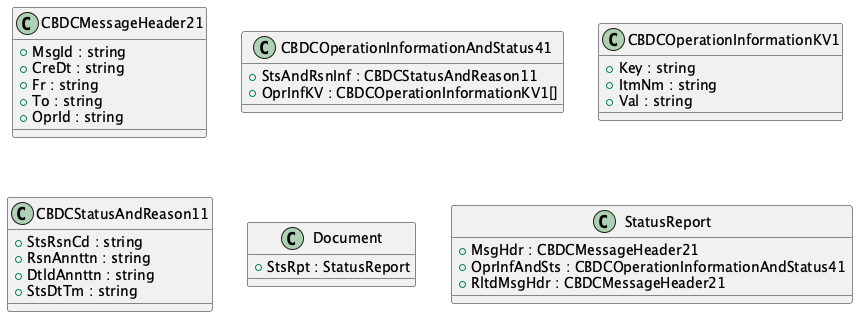 C CBDCMessageHeader21
MsgId : string
CreDt : string
Fr : string
To : string
OprId : string
C CBDCOperationInformationAndStatus41
StsAndRsnInf : CBDCStatusAndReason11
OprInfKV : CBDCOperationInformationKV1[]
C CBDCOperationInformationKV1
Key : string
ItmNm : string
Val : string
C CBDCStatusAndReason11
StsRsnCd : string
RsnAnnttn : string
DtldAnnttn : string
StsDtTm : string
C Document
StsRpt : StatusReport
C StatusReport
MsgHdr : CBDCMessageHeader21
OprInfAndSts : CBDCOperationInformationAndStatus41
RltdMsgHdr : CBDCMessageHeader21